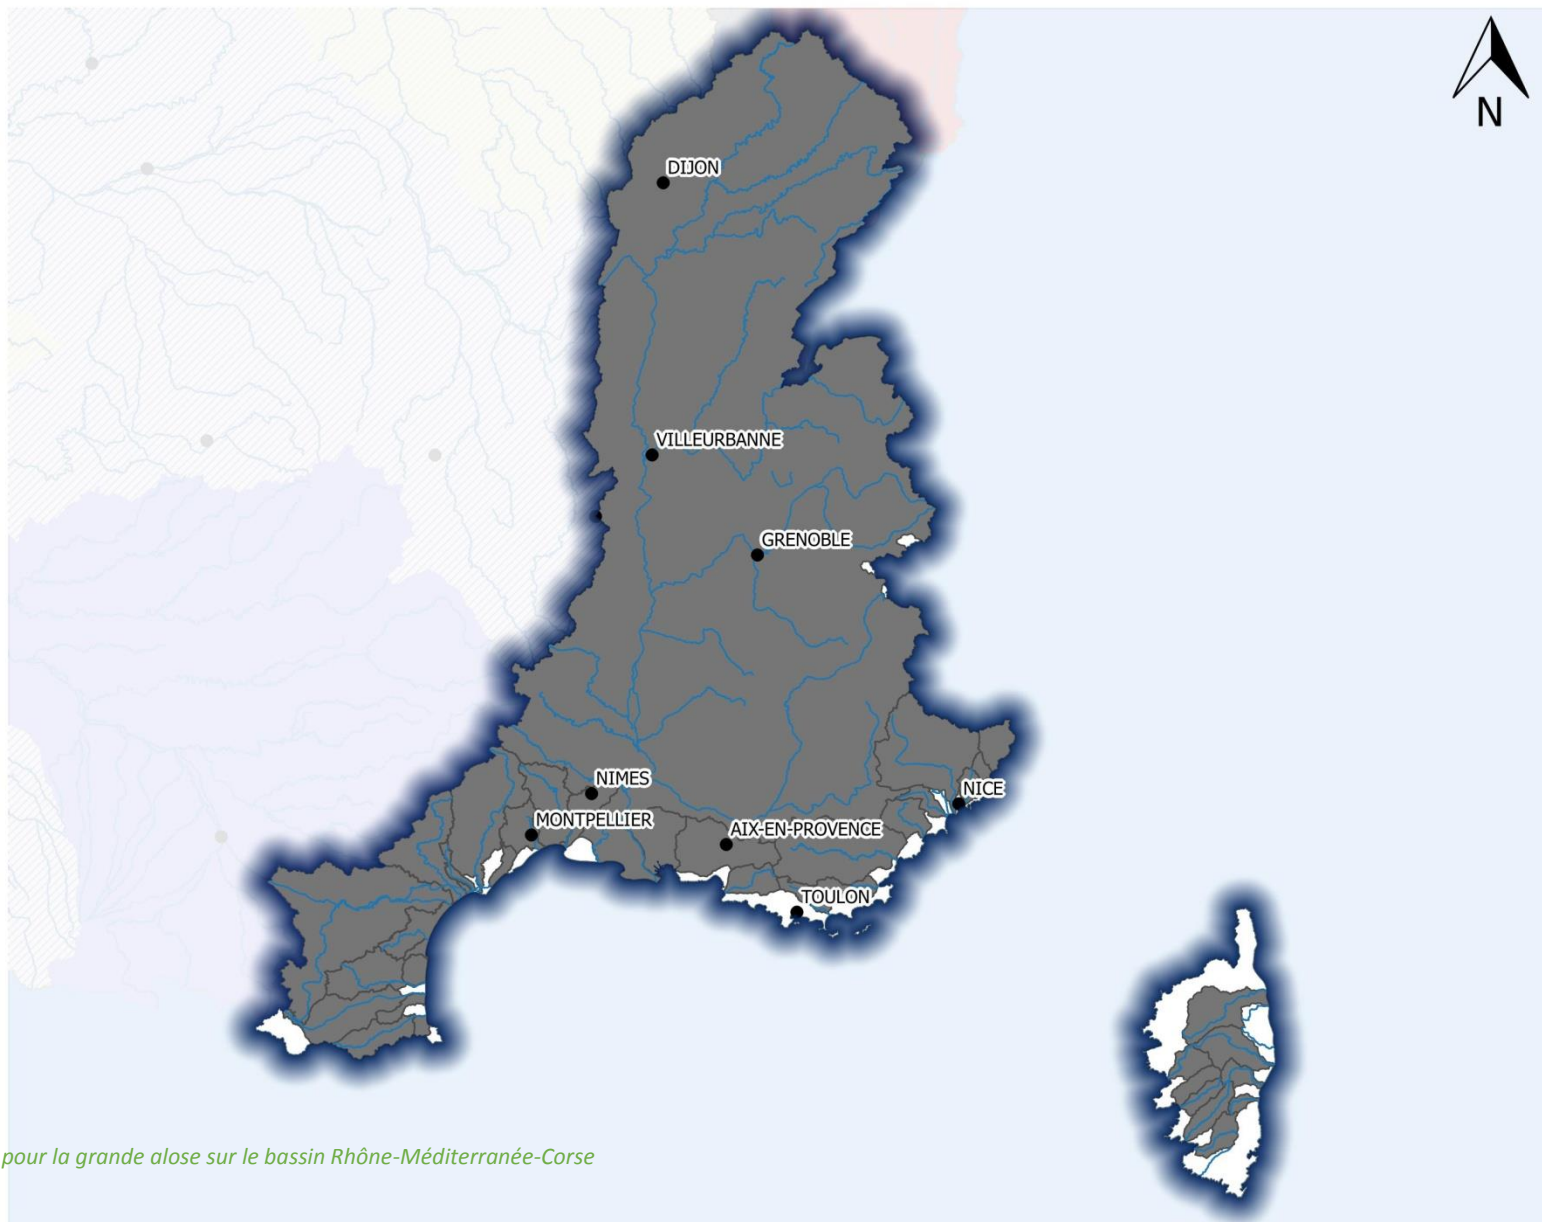 N
DIJON
VILLEURBANNE
GRENOBLE
NIMES
NICE
MONTPELLIER
AIX-EN-PROVENCE
TOULON
pour la grande alose sur le bassin Rhône-Méditerranée-Corse